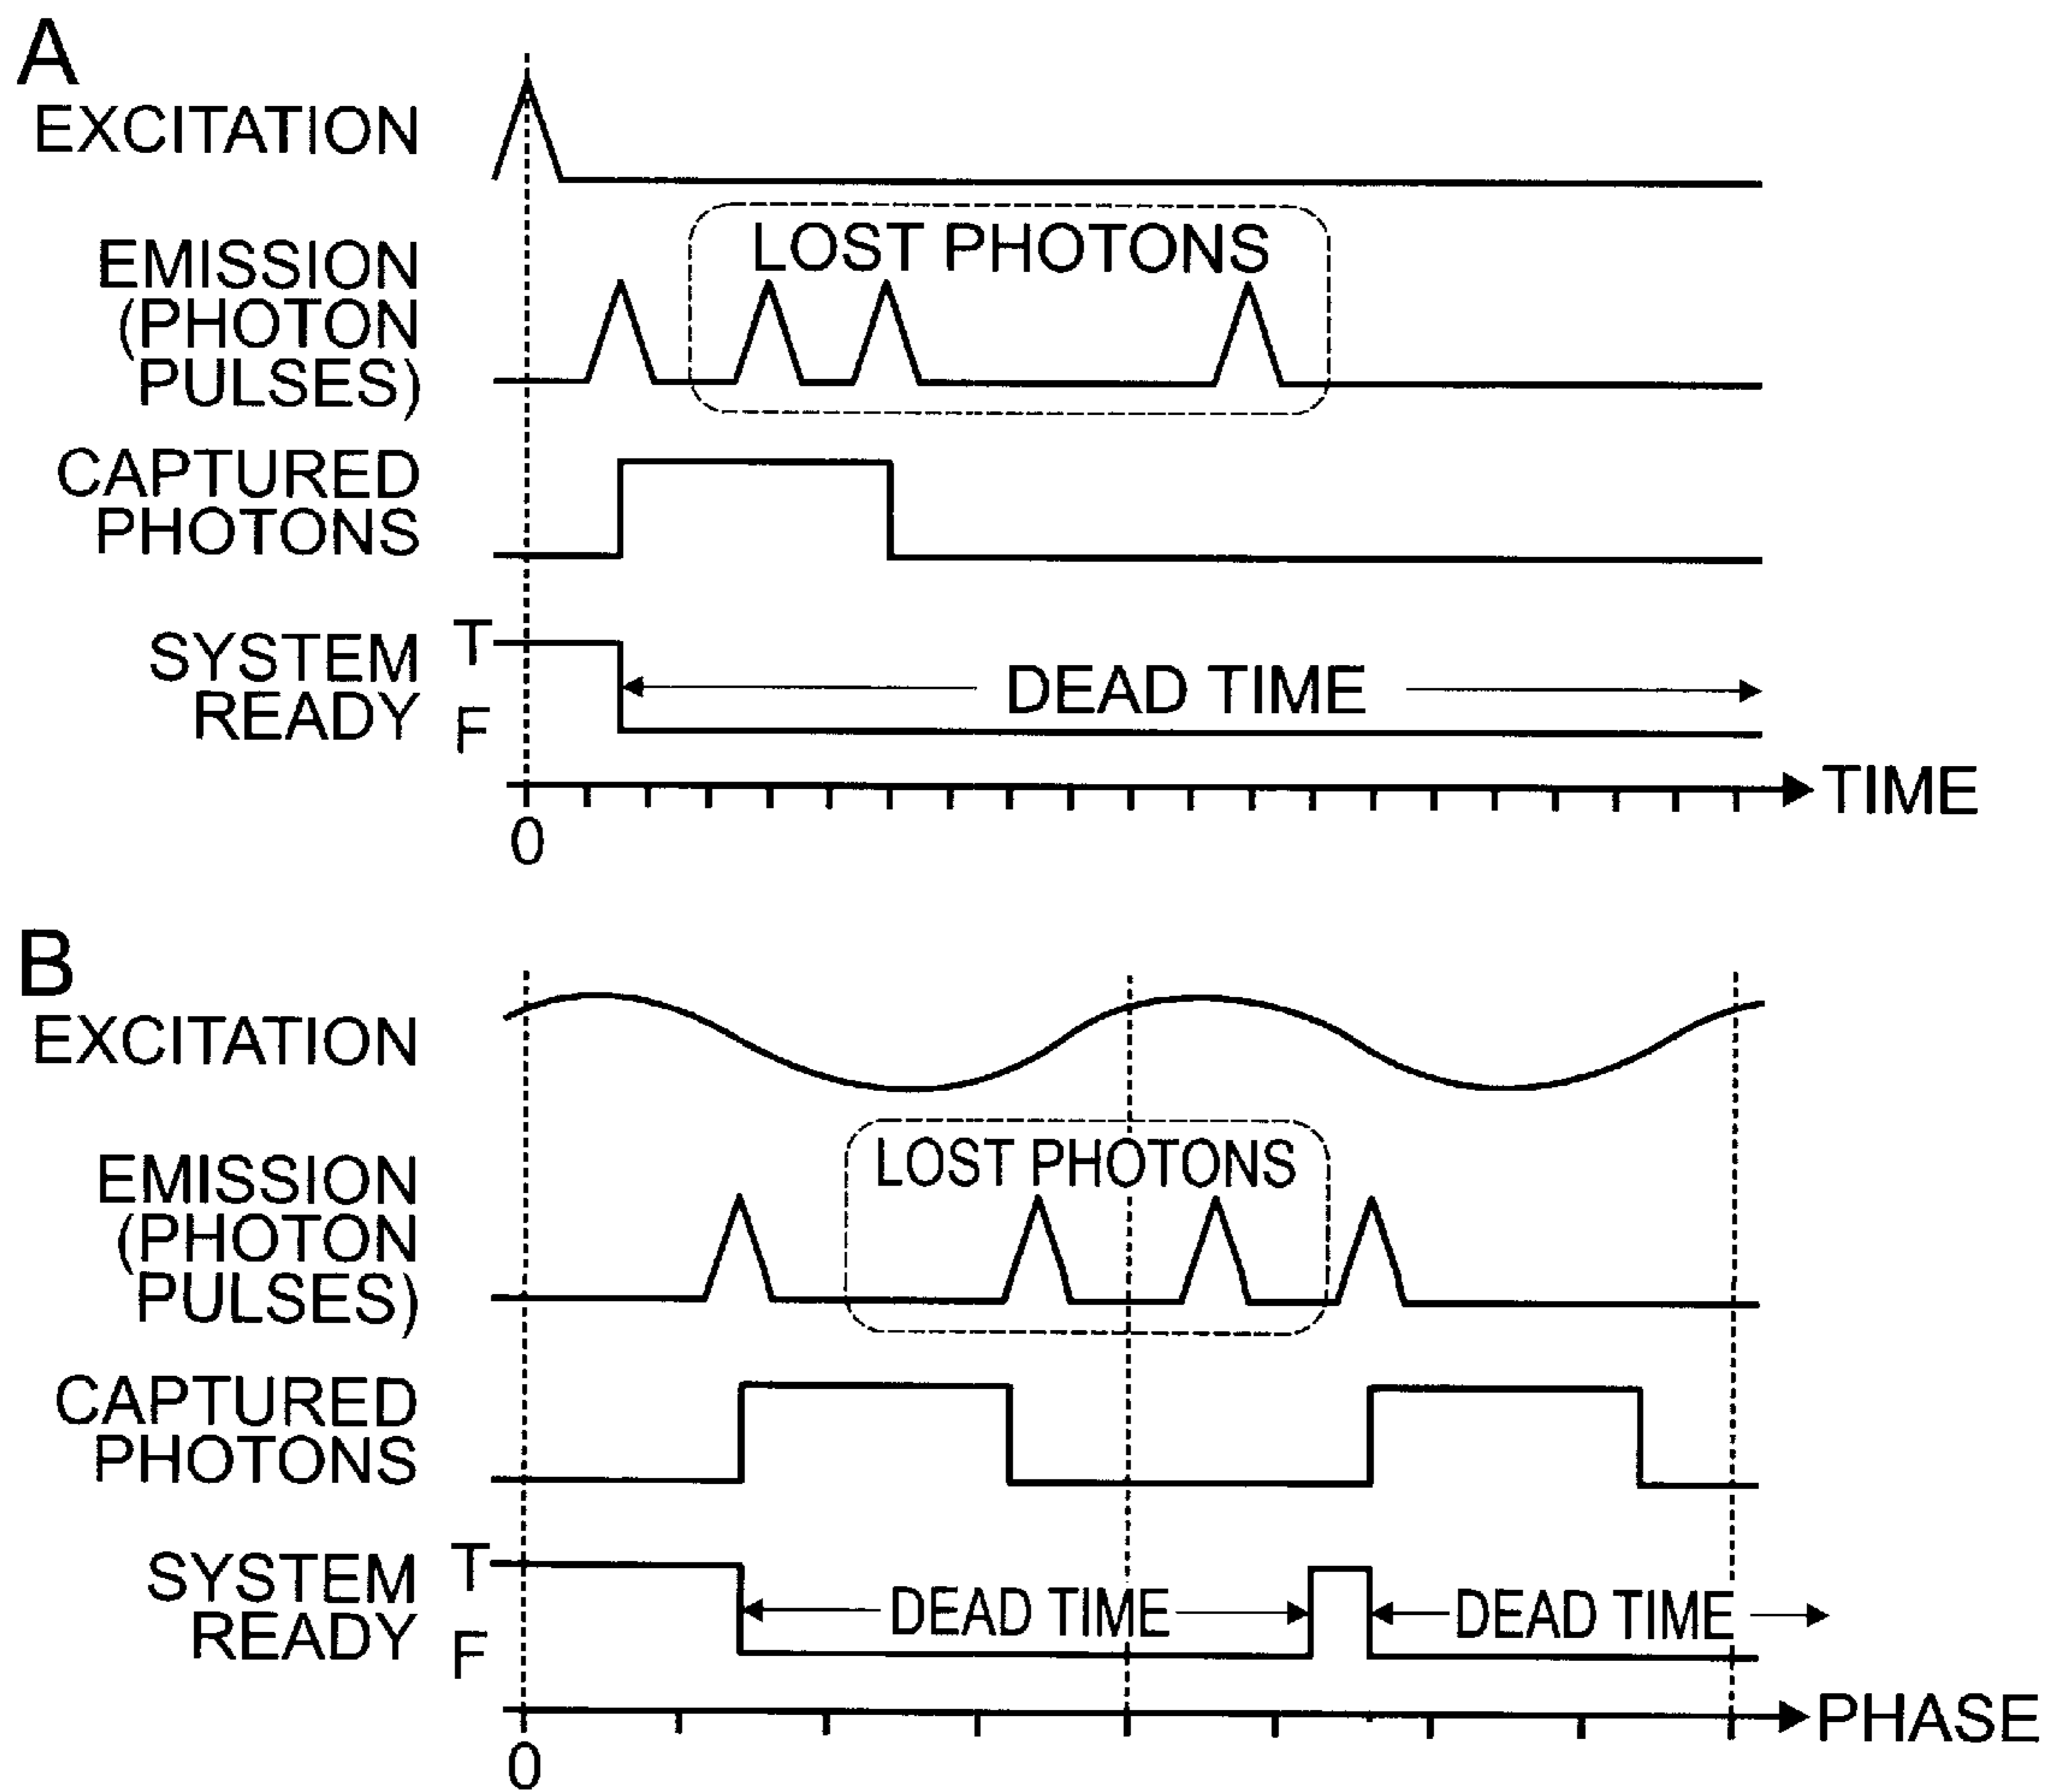 A
EXCITATION
LOST PHOTONS
EMISSION
(PHOTON
PULSES)
CAPTURED
PHOTONS
SYSTEM
READY
T
F
DEAD TIME
TIME
0
B
EXCITATION
LOST PHOTONS
EMISSION
(PHOTON
PULSES)
CAPTURED
PHOTONS
SYSTEM
READY
T
F
DEAD TIME
DEAD TIME
PHASE
0